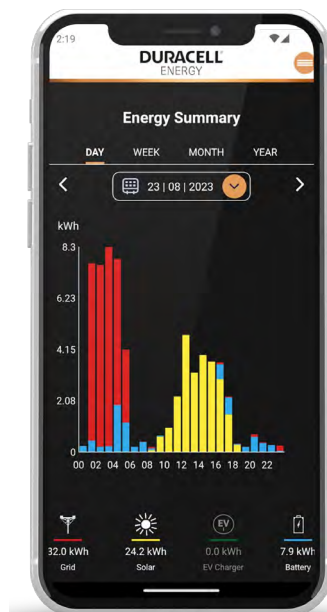 2:19
DURACELL
ENERGY
Energy Summary
DAY WEEK MONTH YEAR
23 | 08 | 2023
kWh
8.3
6.23
4.15
2.08
0
00 02 04 06 08 10 12 14 16 18 20 22
EV
32.0 kWh 24.2 kWh 0.0 kWh 7.9 kWh
Grid Solar EV Charger Battery